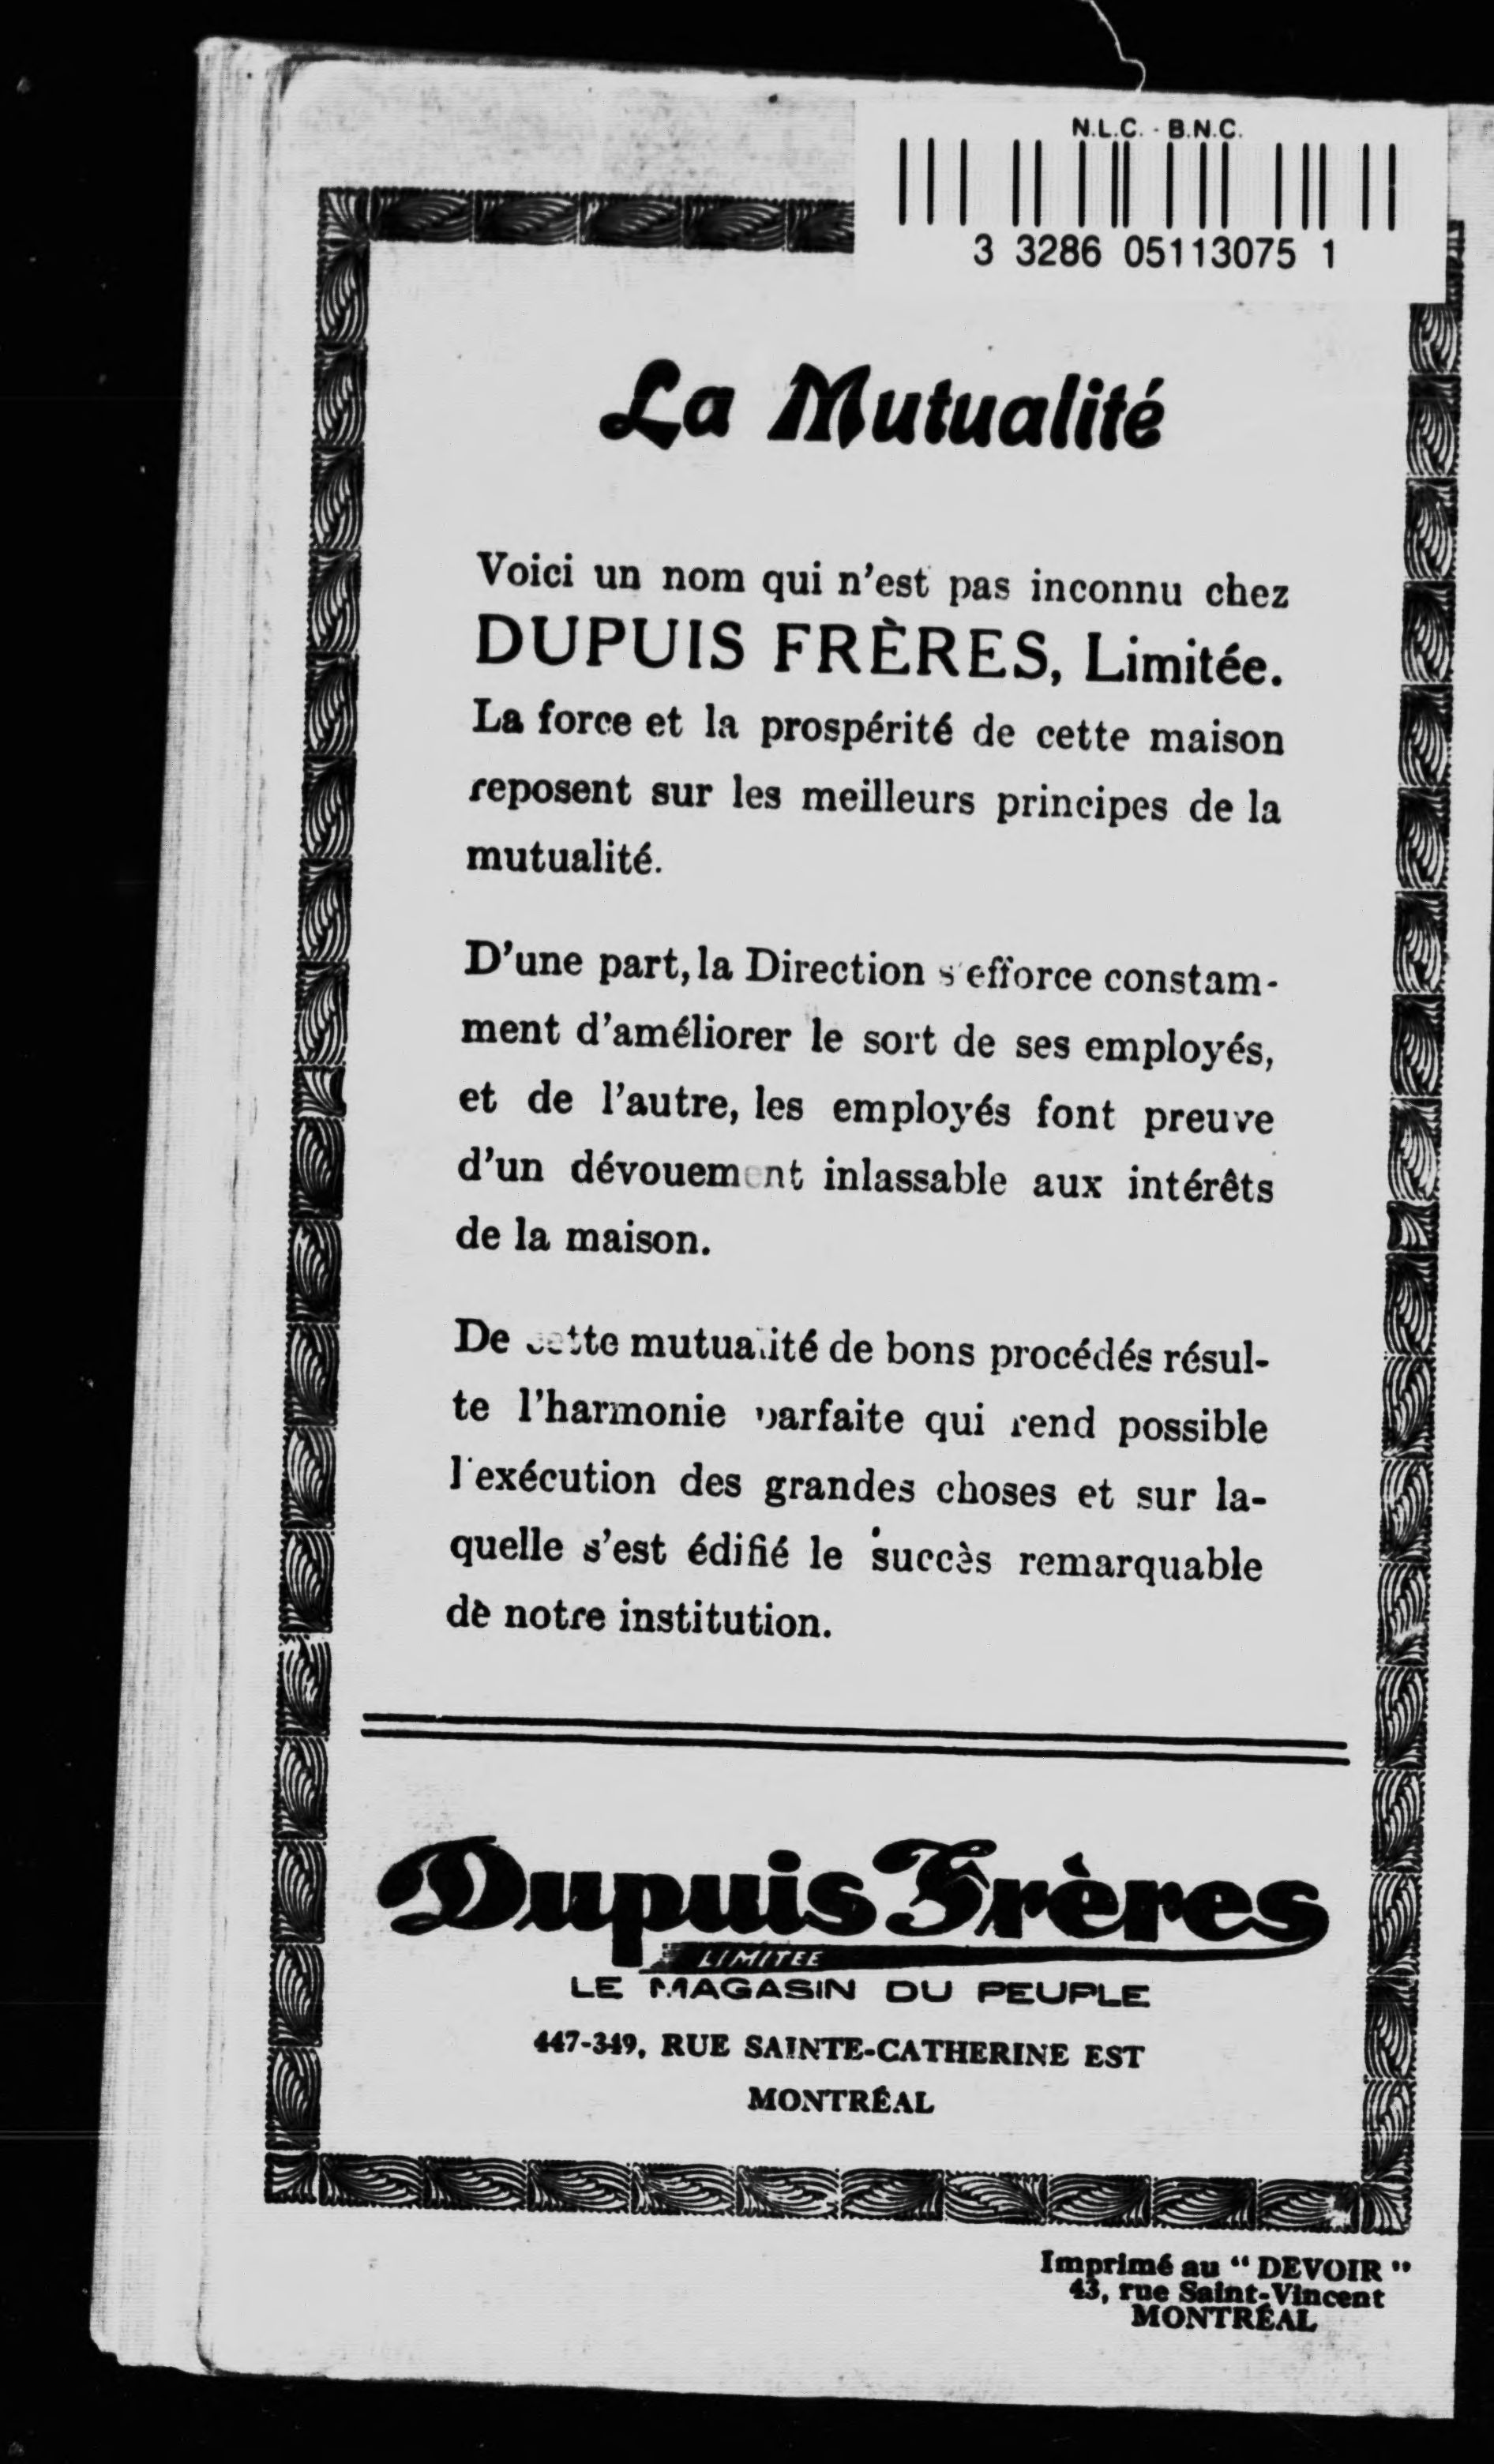 N.L.C. - B.N.C.
3 3286 05113075 1
La Mutualité
Voici un nom qui n'est pas inconnu chez
DUPUIS FRÈRES, Limitée.
La force et la prospérité de cette maison
reposent sur les meilleurs principes de la
mutualité.
D'une part, la Direction s'efforce constam-
ment d'améliorer le sort de ses employés,
et de l'autre, les employés font preuve
d'un dévouement inlassable aux intérêts
de la maison.
De cette mutualité de bons procédés résul-
te l'harmonie parfaite qui rend possible
l'exécution des grandes choses et sur la-
quelle s'est édifié le succès remarquable
de notre institution.
Dupuis Frères
LIMITEE
LE MAGASIN DU PEUPLE
447-349, RUE SAINTE-CATHERINE EST
MONTRÉAL
Imprimé au " DEVOIR "
43, rue Saint-Vincent
MONTRÉAL